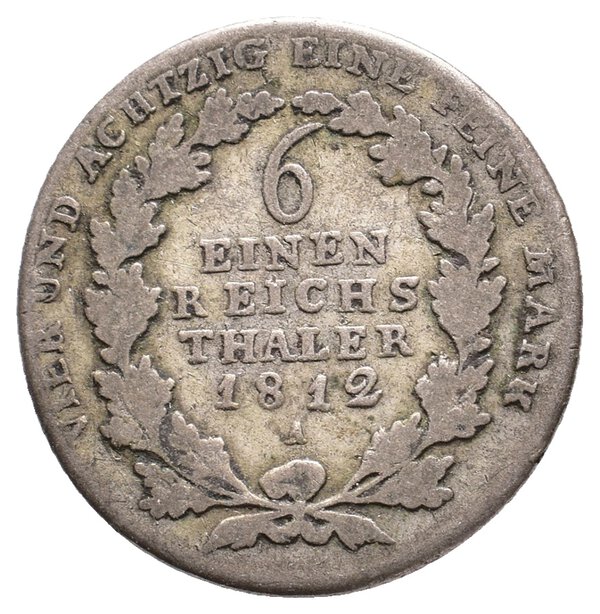 VIER UND ACHTZIG EINE FEINE MARK
6
EINEN
REICHS
THALER
1812
A